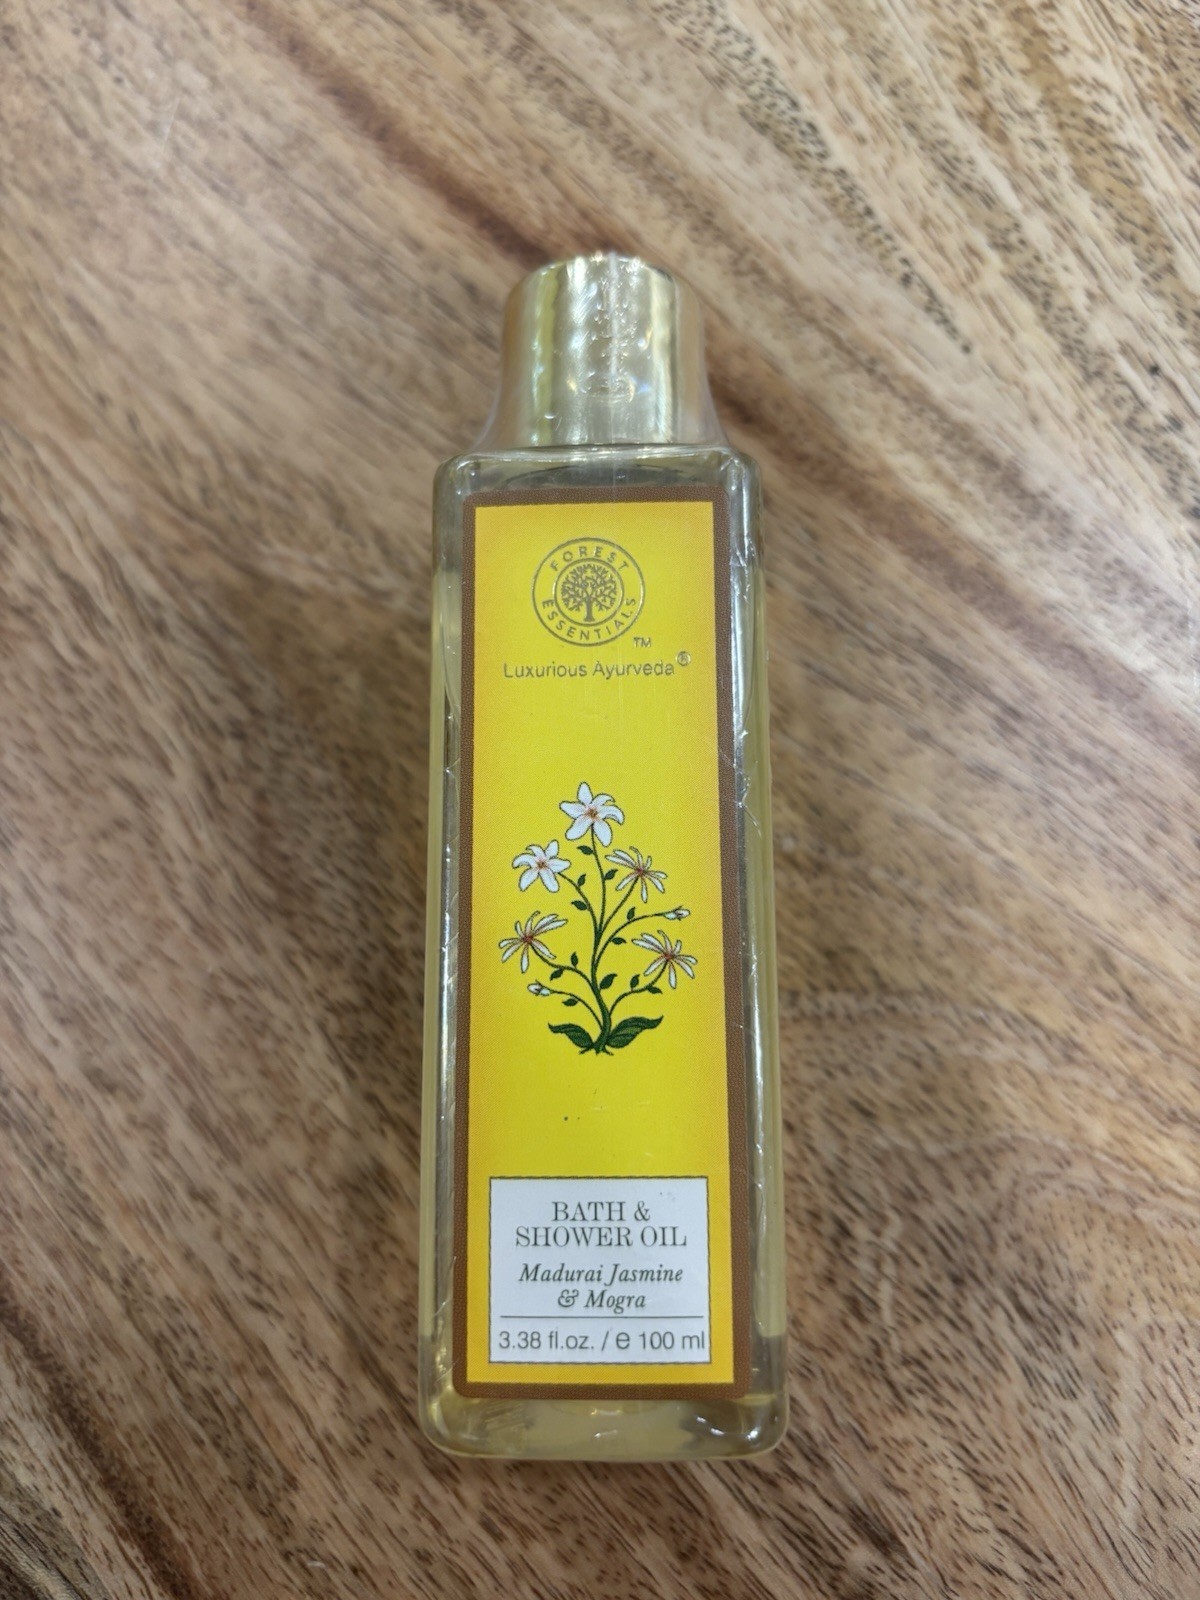 FOREST
ESSENTIALS
TM
Luxurious Ayurveda®
BATH &
SHOWER OIL
Madurai Jasmine
& Mogra
3.38 fl.oz. / e 100 ml